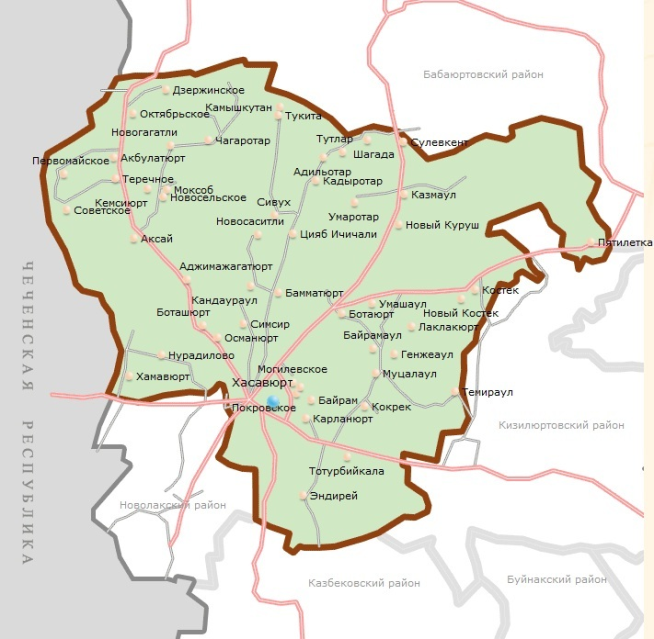 Бабаюртовский район
Дзержинское
Камышкутан
Октябрьское
Тукита
Новогагатли
Чагаротар
Тутлар
Сулевкент
Шагада
Первомайское
Акбулатюрт
Адильотар
Теречное
Кадыротар
Моксоб
Кемсиюрт
Новосельское
Казмаул
Сивух
Советское
Умаротар
Новосаситли
Новый Куруш
Аксай
Цияб Ичичали
Пятилетка
Аджимажагатюрт
Бамматюрт
Костек
Кандаураул
Умашаул
Боташюрт
Ботаюрт
Новый Костек
Симсир
Лаклакюрт
Османюрт
Байрамаул
Нурадилово
Генжеаул
Могилевское
Хамавюрт
Муцалаул
Хасавюрт
Темираул
Байрам
Покровское
Кокрек
Карланюрт
Кизилюртовский район
Тотурбийкала
Эндирей
Новолакский район
Казбековский район
Буйнакский район
ЧЕЧЕНСКАЯ РЕСПУБЛИКА